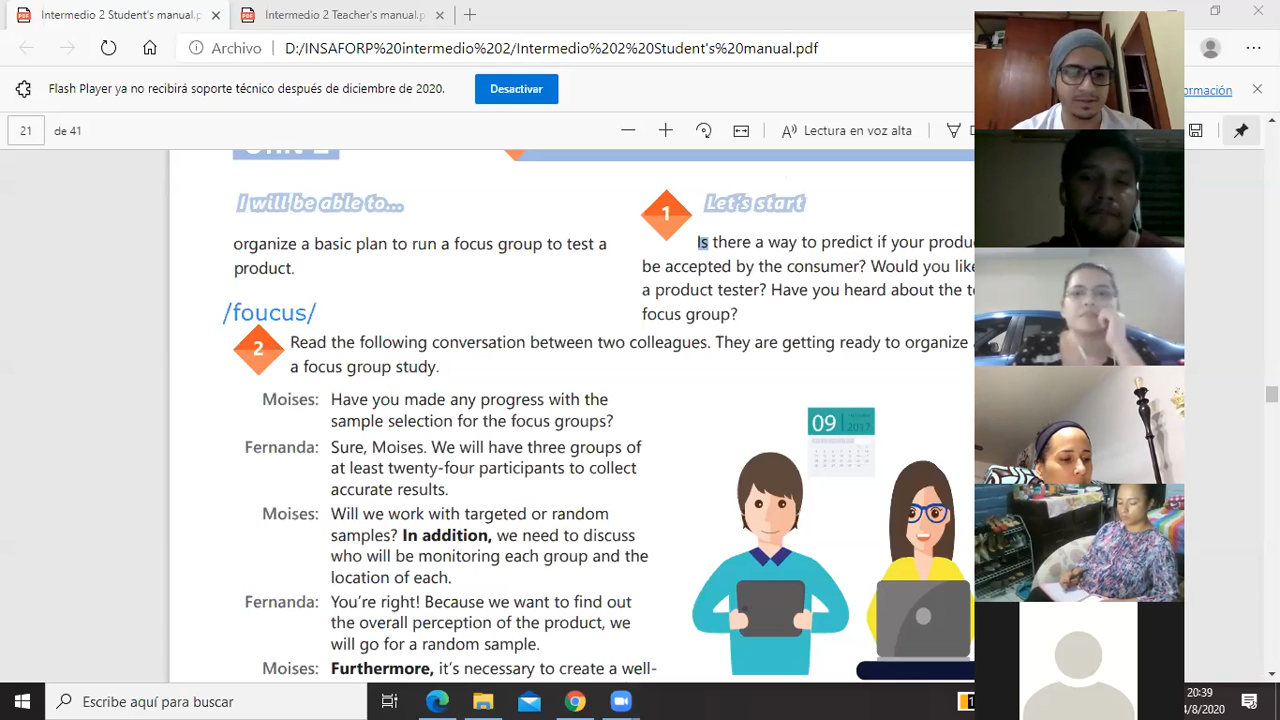 Intermedio 2 Student's manual.p
Intermedio 2 Teacher's manual.p
Archivo
D:/INSAFORP%20intermedio%202/Intermedio%202%20Student's%20manual.pdf
Flash Player ya no recibirá soporte técnico después de diciembre de 2020.
Desactivar
formación
21
de 41
Lectura en voz alta
I will be able to...
organize a basic plan to run a focus group to test a
product.
/foucus/
1
Let's start
Is there a way to predict if your produ
be accepted by the consumer? Would you like
a product tester? Have you heard about the te
focus group?
2
Read the following conversation between two colleagues. They are getting ready to organize a
a focus group study.
Moises: Have you made any progress with the
sample selection for the focus groups?
Fernanda: Sure, Moises. We will have three groups of
at least twenty-four participants to collect
accurate results.
Moises: Will we work with targeted or random
samples? In addition, we need to discuss
who will be monitoring each group and the
location of each.
Fernanda: You're right! Because we want to find out
the overall perception of the product, we
will go for a random sample.
Moises: Furthermore, it's necessary to create a well-
09
2017
Escribe aquí para buscar
20:39
4/8/2020